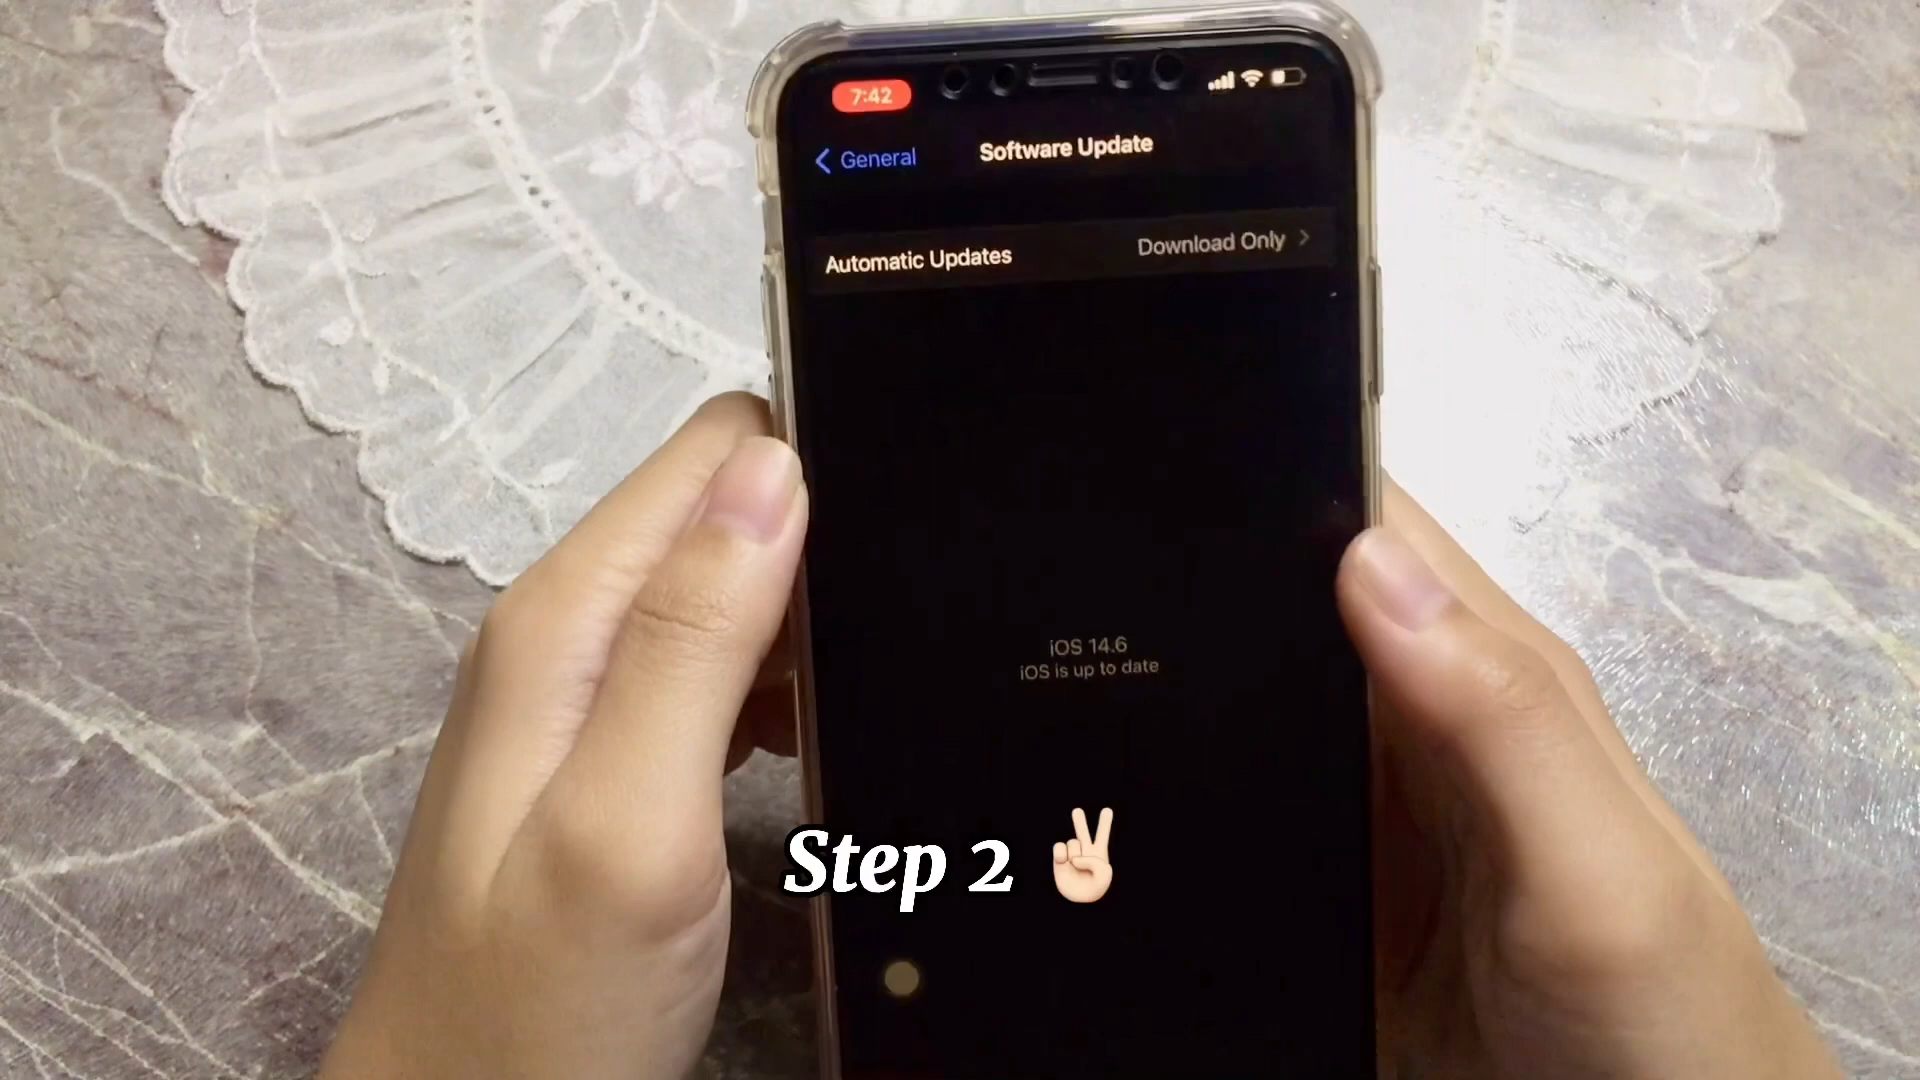 7:42
General
Software Update
Automatic Updates
Download Only
iOS 14.6
iOS is up to date
Step 2 ✌🏻